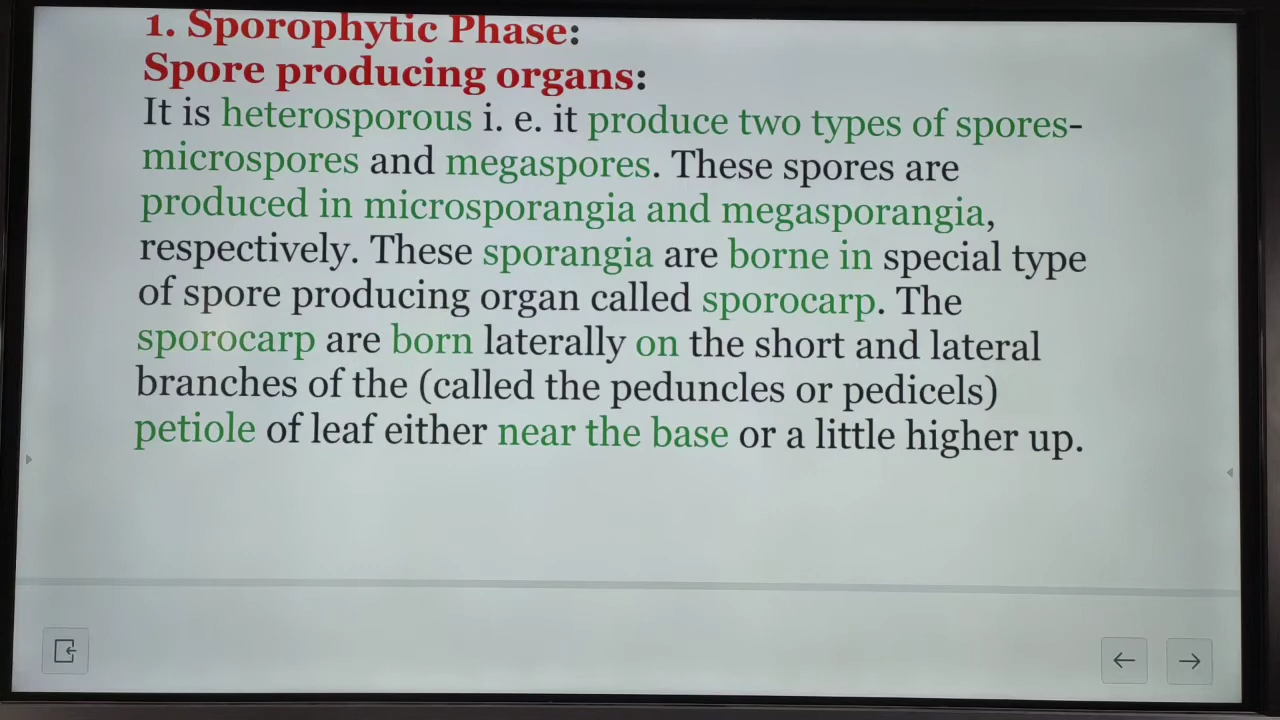 1. Sporophytic Phase:
Spore producing organs:
It is heterosporous i. e. it produce two types of spores-
microspores and megaspores. These spores are
produced in microsporangia and megasporangia,
respectively. These sporangia are borne in special type
of spore producing organ called sporocarp. The
sporocarp are born laterally on the short and lateral
branches of the (called the peduncles or pedicels)
petiole of leaf either near the base or a little higher up.